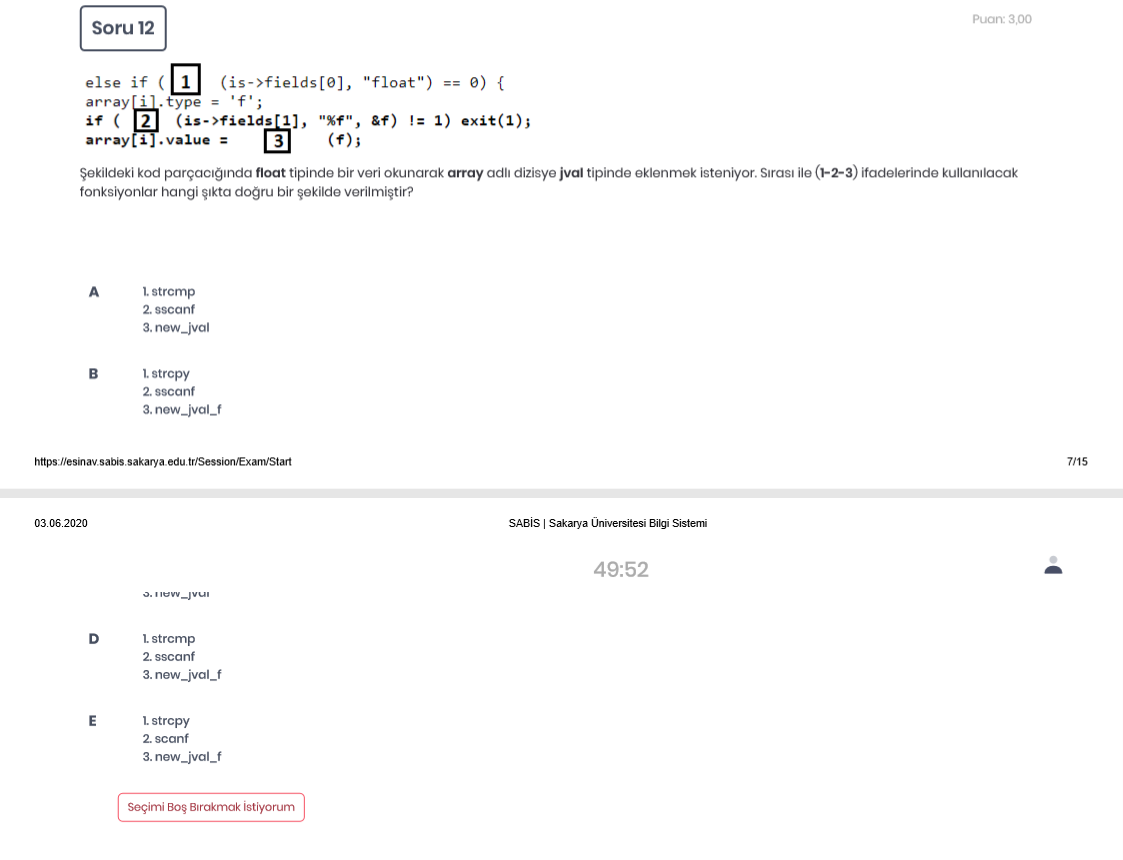 Soru 12
Puan: 3,00
else if ( 1 (is->fields[0], "float") == 0) {
array[i].type = 'f';
if ( 2 (is->fields[1], "%f", &f) != 1) exit(1);
array[i].value = 3 (f);
Şekildeki kod parçacığında float tipinde bir veri okunarak array adlı dizisye jval tipinde eklenmek isteniyor. Sırası ile (1-2-3) ifadelerinde kullanılacak
fonksiyonlar hangi şıkta doğru bir şekilde verilmiştir?
A
1. strcmp
2. sscanf
3. new_jval
B
1. strcpy
2. sscanf
3. new_jval_f
https://esinav.sabis.sakarya.edu.tr/Session/Exam/Start
7/15
03.06.2020
SABİS | Sakarya Üniversitesi Bilgi Sistemi
49:52
3. new_jval
D
1. strcmp
2. sscanf
3. new_jval_f
E
1. strcpy
2. scanf
3. new_jval_f
Seçimi Boş Bırakmak İstiyorum